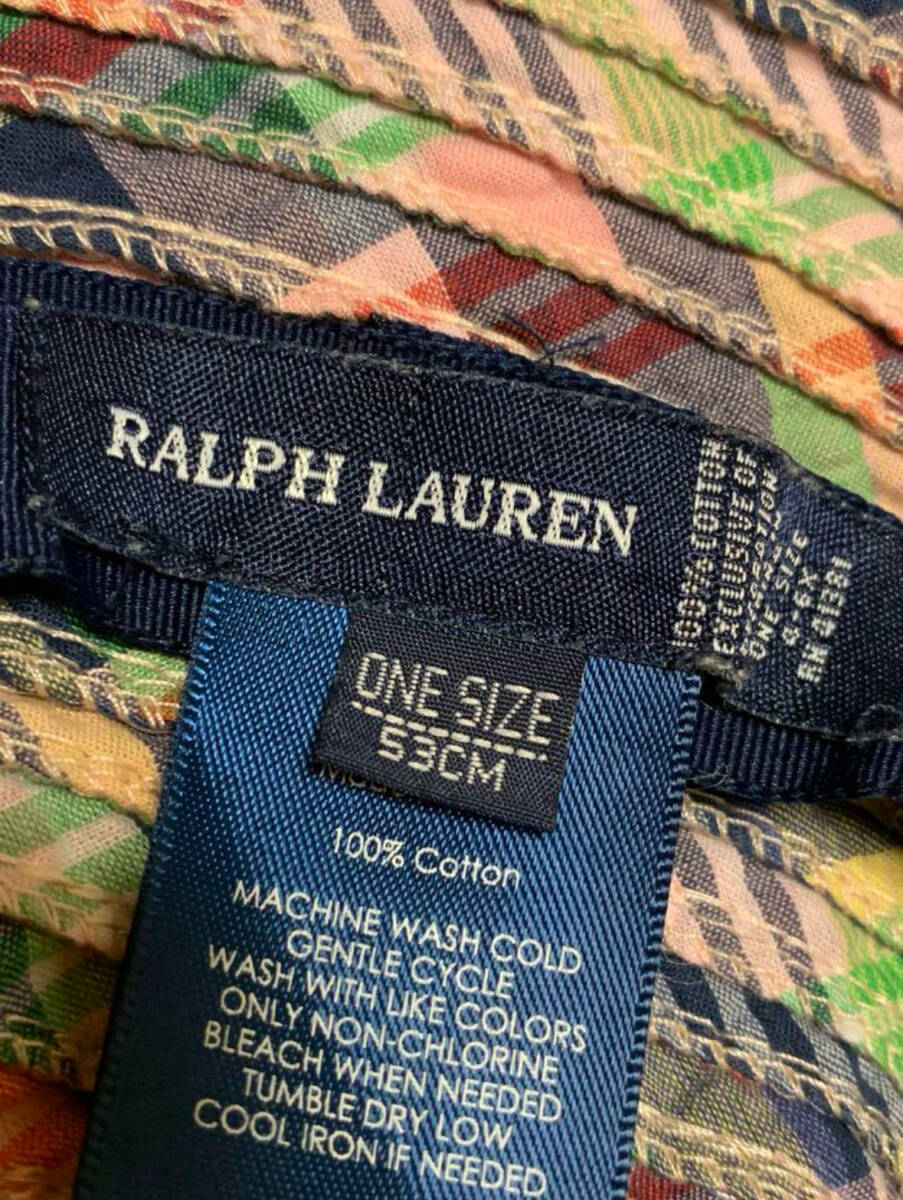 RALPH LAUREN
100% COTTON
EXCLUSIVE OF
DECORATION
ONE SIZE
4-6X
RN 41381
ONE SIZE
53CM
100% Cotton
MACHINE WASH COLD
GENTLE CYCLE
WASH WITH LIKE COLORS
ONLY NON-CHLORINE
BLEACH WHEN NEEDED
TUMBLE DRY LOW
COOL IRON IF NEEDED